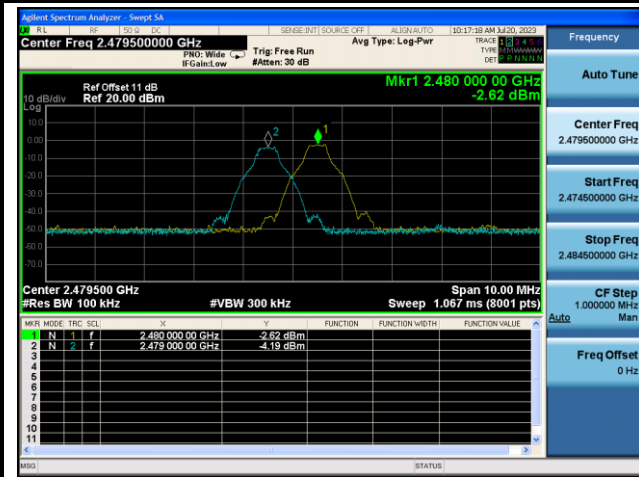 Agilent Spectrum Analyzer - Swept SA
RL RF 50 Ω DC SENSE:INT SOURCE OFF ALIGNAUTO 10:17:18 AM Jul 20, 2023
Center Freq 2.479500000 GHz
PNO: Wide
IFGain:Low
Trig: Free Run
#Atten: 30 dB
Avg Type: Log-Pwr
TRACE 1 2 3 4 5 6
TYPE
DET P P N N N N
Ref Offset 11 dB
10 dB/div Ref 20.00 dBm
Log
Mkr1 2.480 000 00 GHz
-2.62 dBm
10.0
0.00
-10.0
-20.0
-30.0
-40.0
-50.0
-60.0
-70.0
2
1
Center 2.479500 GHz Span 10.00 MHz
#Res BW 100 kHz #VBW 300 kHz Sweep 1.067 ms (8001 pts)
MKR MODE TRC SCL X Y FUNCTION FUNCTION WIDTH FUNCTION VALUE
1 N 1 f 2.480 000 00 GHz -2.62 dBm
2 N 2 f 2.479 000 00 GHz -4.19 dBm
3
4
5
6
7
8
9
10
11
MSG STATUS
Frequency
Auto Tune
Center Freq
2.479500000 GHz
Start Freq
2.474500000 GHz
Stop Freq
2.484500000 GHz
CF Step
1.000000 MHz
Auto Man
Freq Offset
0 Hz